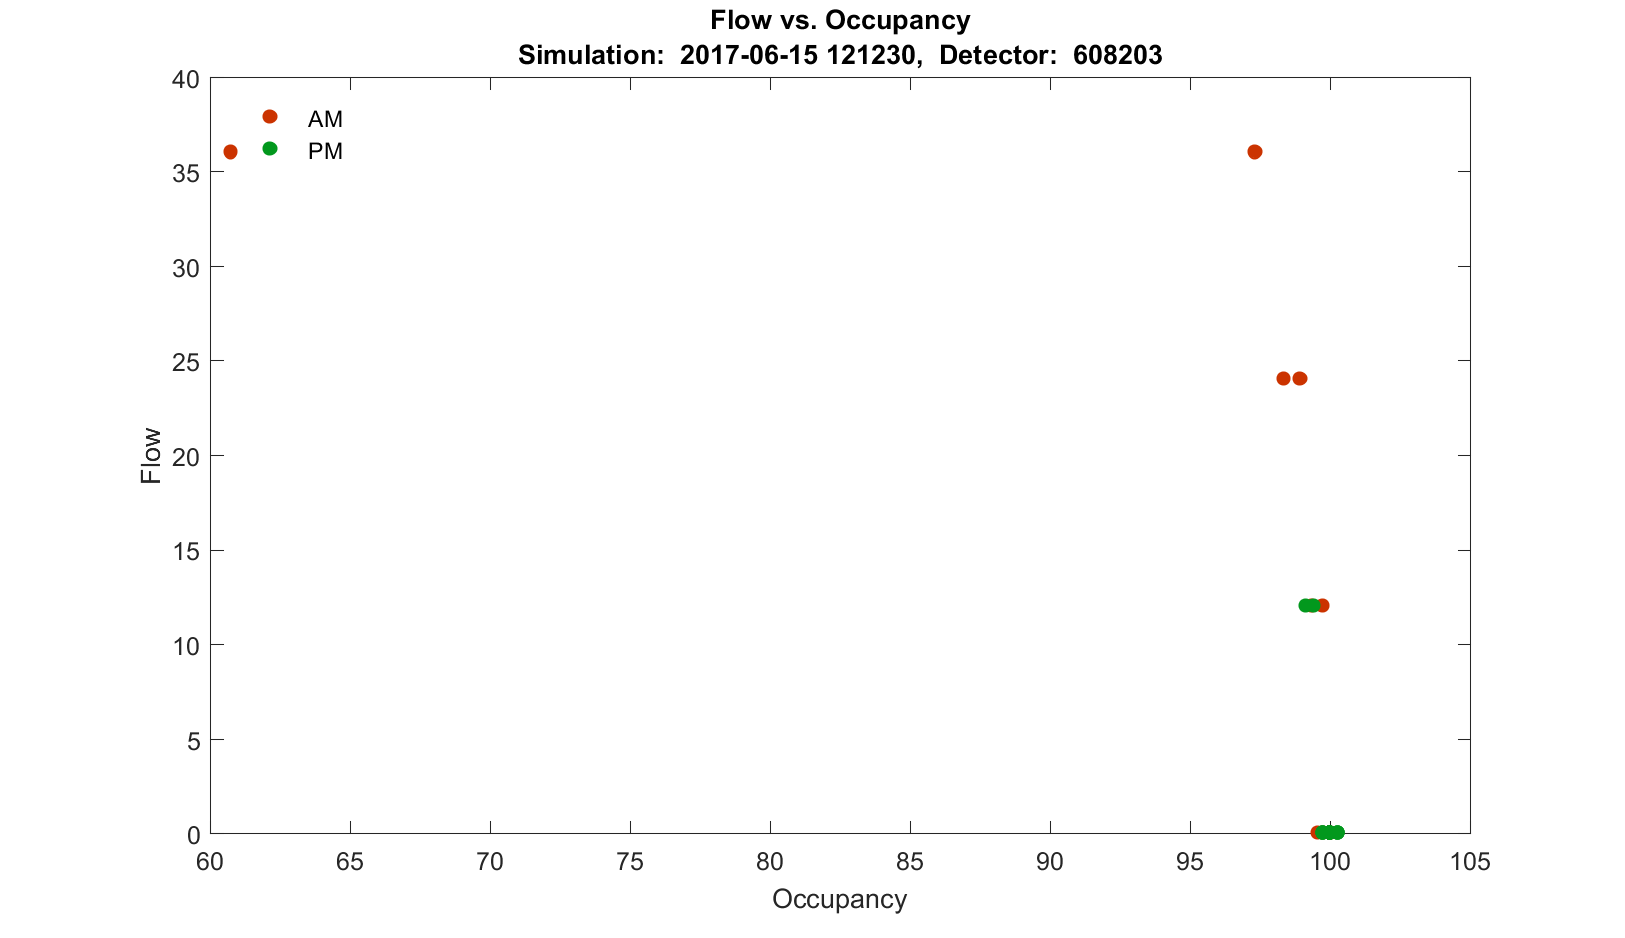 Flow vs. Occupancy
Simulation:  2017-06-15 121230,  Detector:  608203
40
AM
PM
35
30
25
Flow
20
15
10
5
0
60 65 70 75 80 85 90 95 100 105
Occupancy